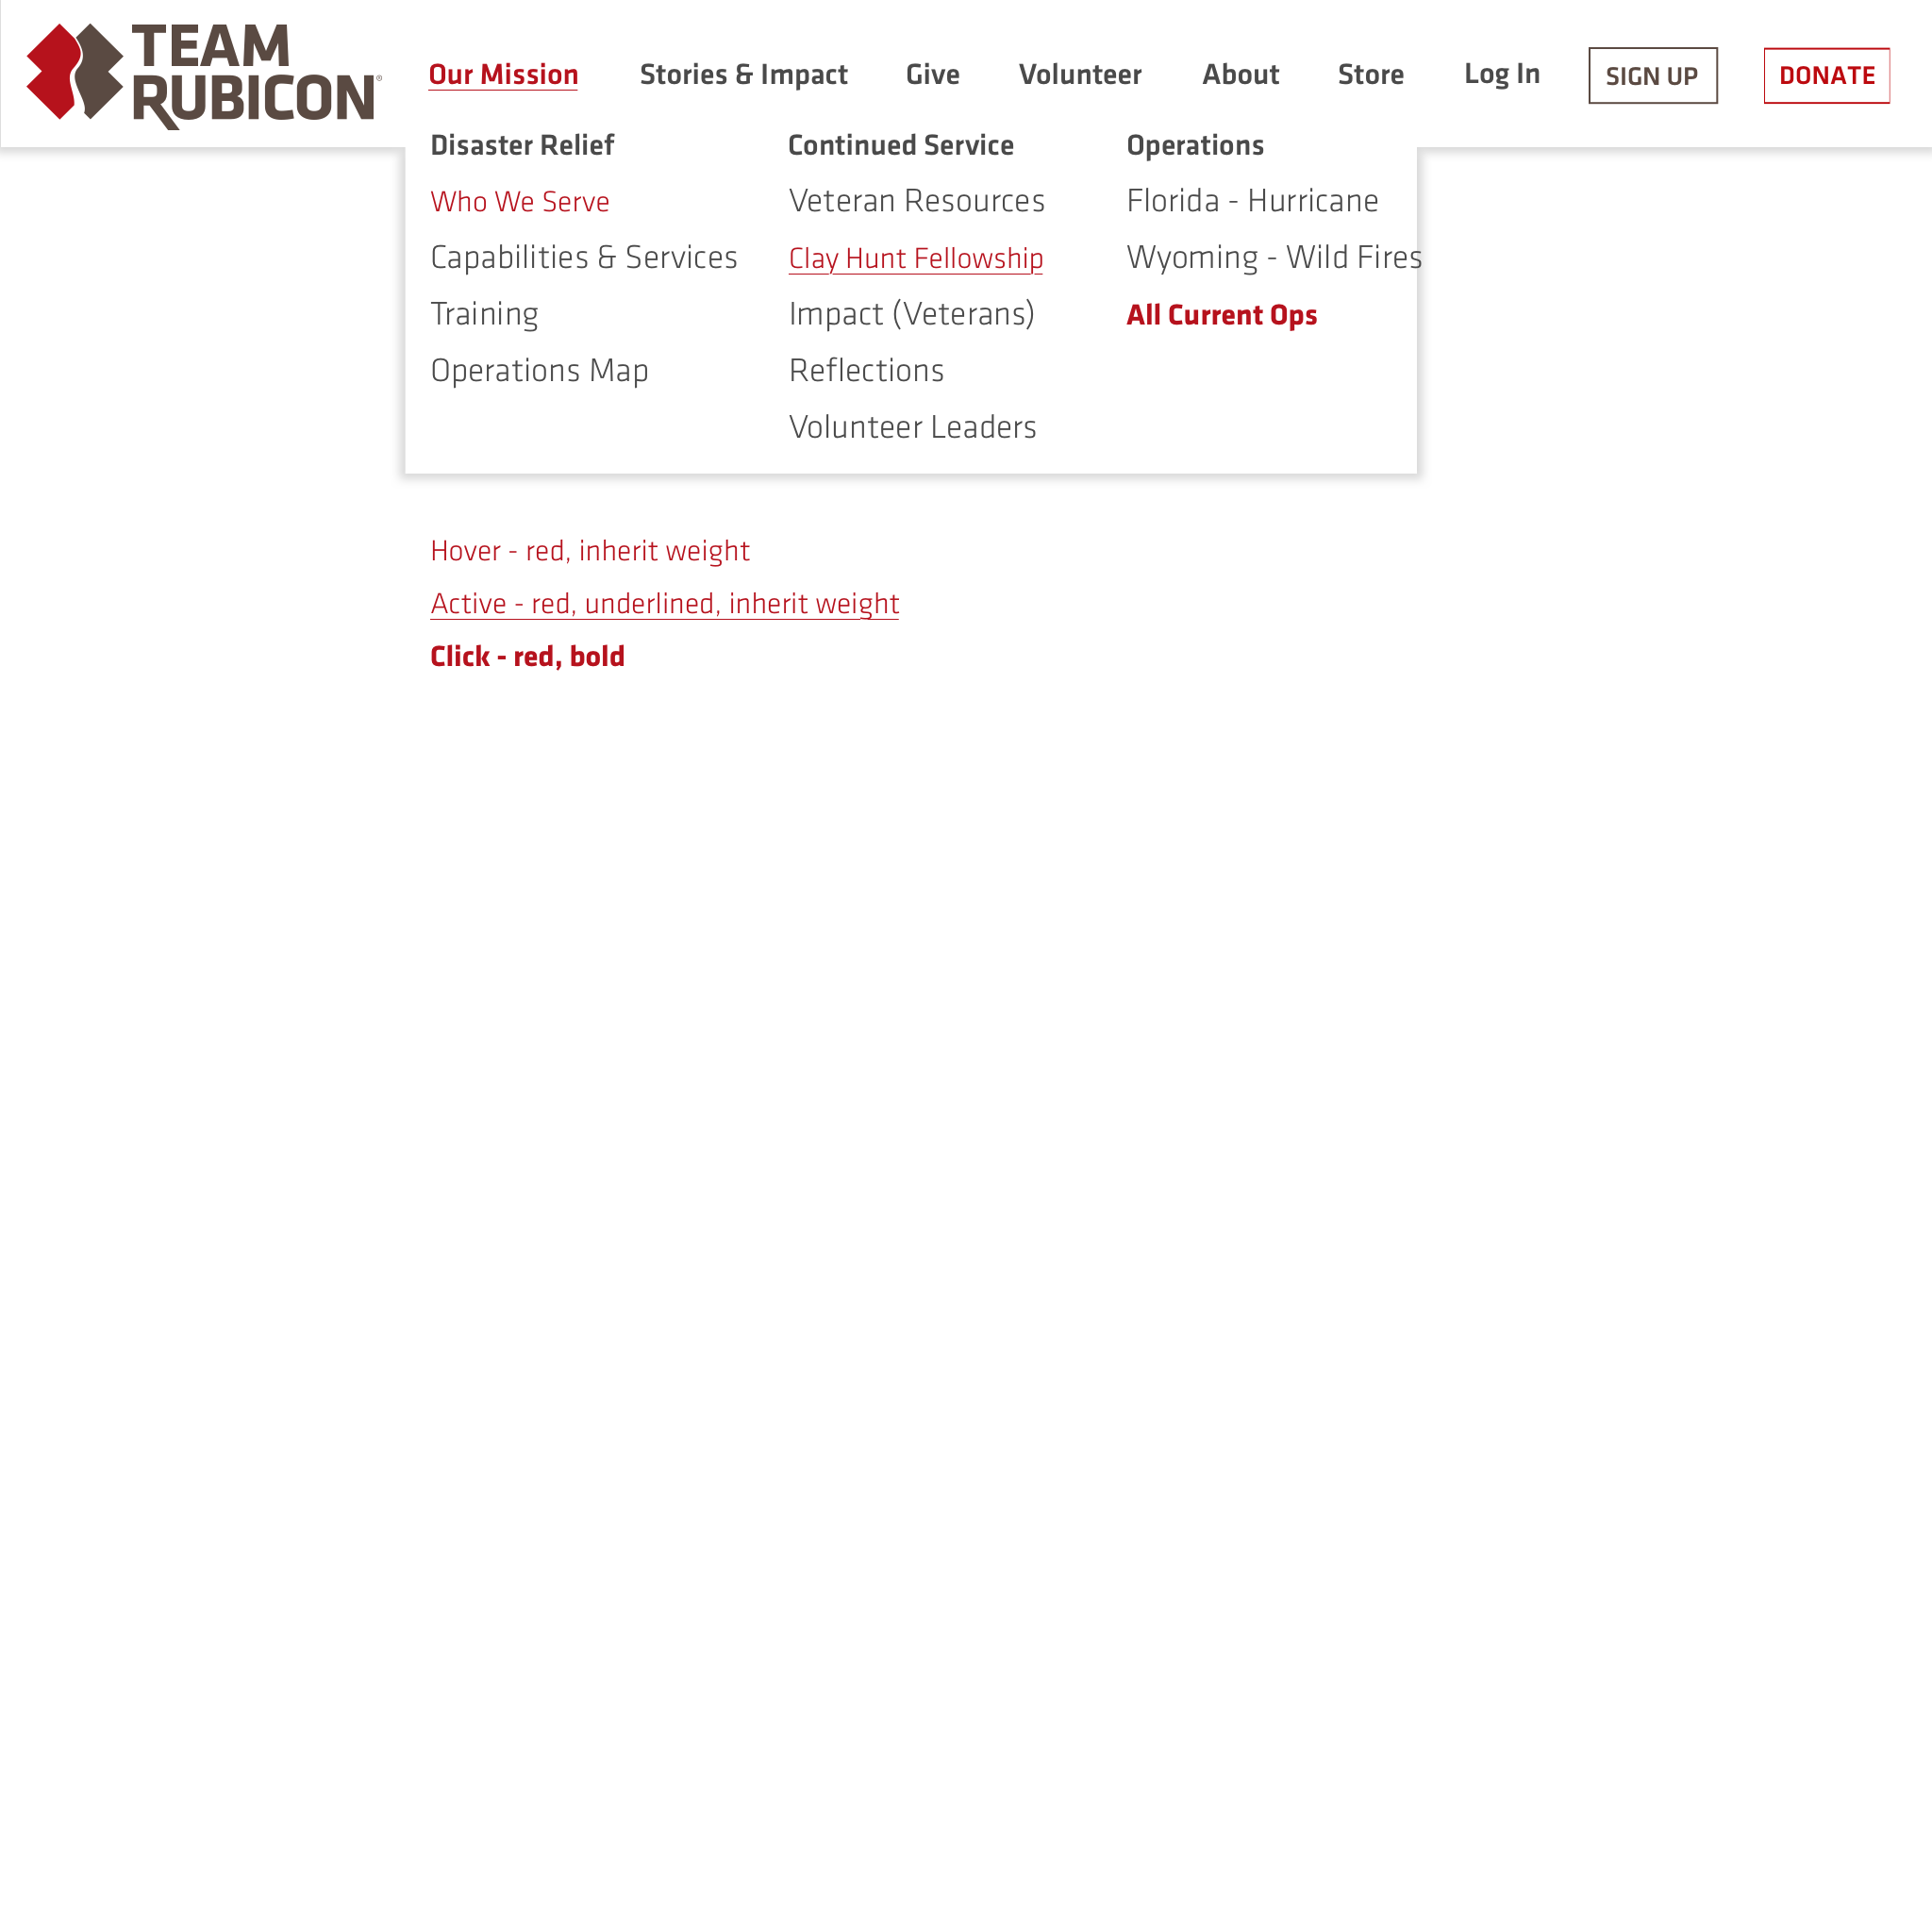 TEAM
RUBICON®
Our Mission Stories & Impact Give Volunteer About Store Log In SIGN UP DONATE
Disaster Relief
Who We Serve
Capabilities & Services
Training
Operations Map
Continued Service
Veteran Resources
Clay Hunt Fellowship
Impact (Veterans)
Reflections
Volunteer Leaders
Operations
Florida - Hurricane
Wyoming - Wild Fires
All Current Ops
Hover - red, inherit weight
Active - red, underlined, inherit weight
Click - red, bold